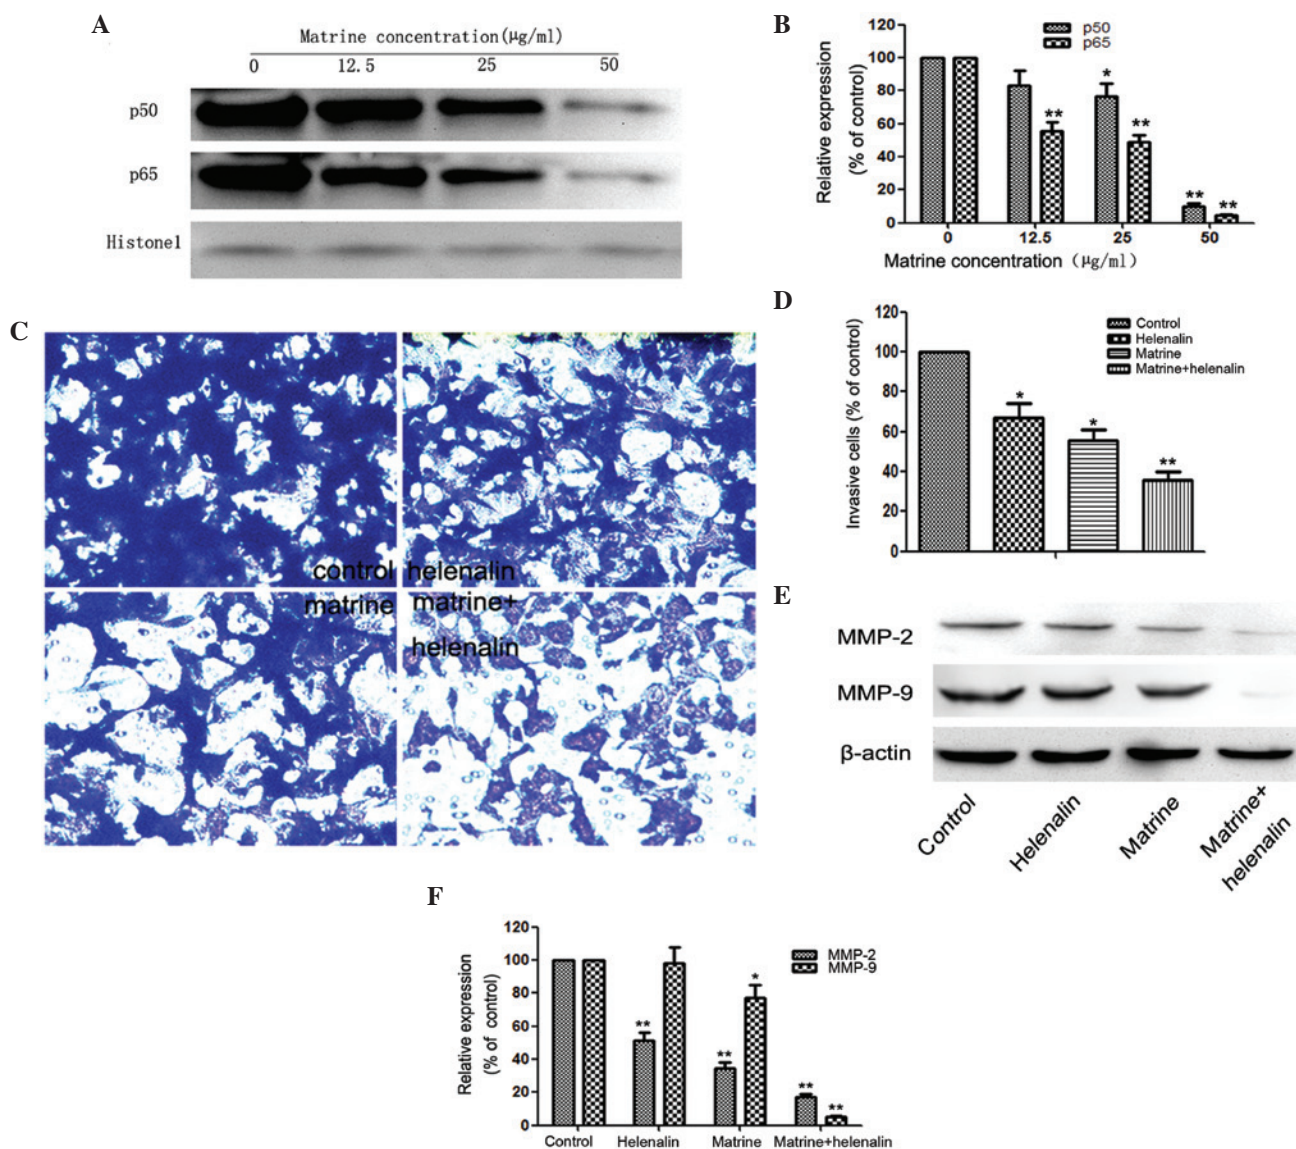 A
Matrine concentration(μg/ml)
0 12.5 25 50
p50
p65
Histone1
B
120
100
80
60
40
20
0
Relative expression
(% of control)
p50
p65
**
*
**
**
**
0 12.5 25 50
Matrine concentration (μg/ml)
C
control helenalin
matrine matrine+
helenalin
D
120
100
80
60
40
20
0
Invasive cells (% of control)
Control
Helenalin
Matrine
Matrine+helenalin
*
*
**
E
MMP-2
MMP-9
β-actin
Control
Helenalin
Matrine
Matrine+
helenalin
F
120
100
80
60
40
20
0
Relative expression
(% of control)
MMP-2
MMP-9
**
**
*
**
**
Control Helenalin Matrine Matrine+helenalin